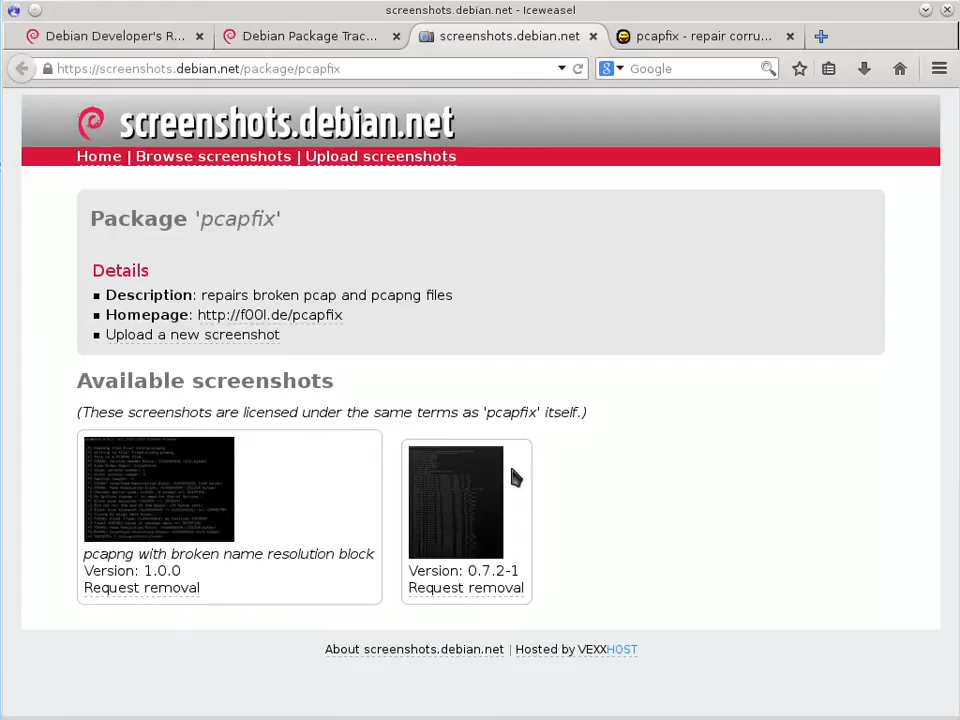 screenshots.debian.net - Iceweasel
Debian Developer's R...
Debian Package Trac...
screenshots.debian.net
pcapfix - repair corru...
https://screenshots.debian.net/package/pcapfix
Google
screenshots.debian.net
Home | Browse screenshots | Upload screenshots
Package 'pcapfix'
Details
Description: repairs broken pcap and pcapng files
Homepage: http://f00l.de/pcapfix
Upload a new screenshot
Available screenshots
(These screenshots are licensed under the same terms as 'pcapfix' itself.)
pcapng with broken name resolution block
Version: 1.0.0
Request removal
Version: 0.7.2-1
Request removal
About screenshots.debian.net | Hosted by VEXXHOST